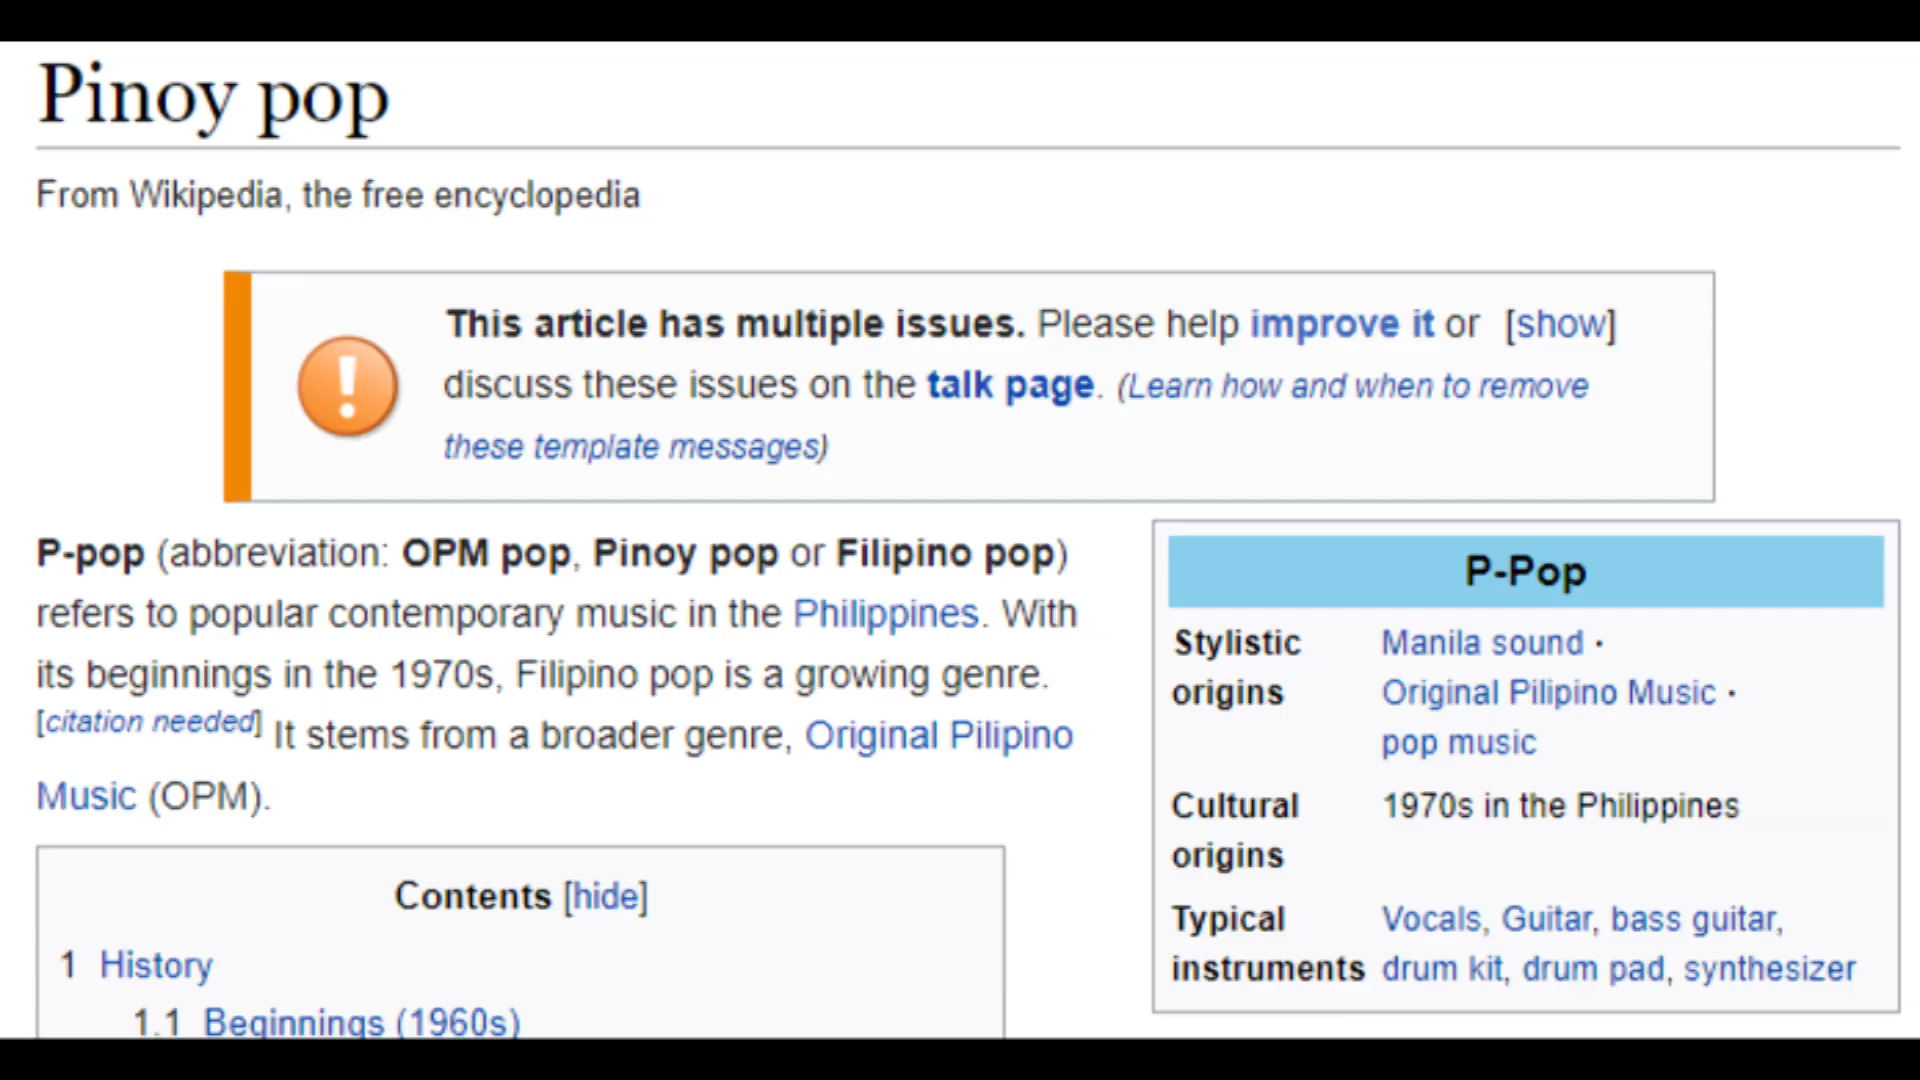 Pinoy pop
From Wikipedia, the free encyclopedia
This article has multiple issues. Please help improve it or [show]
discuss these issues on the talk page. (Learn how and when to remove
these template messages)
P-pop (abbreviation: OPM pop, Pinoy pop or Filipino pop)
refers to popular contemporary music in the Philippines. With
its beginnings in the 1970s, Filipino pop is a growing genre.
[citation needed] It stems from a broader genre, Original Pilipino
Music (OPM).
P-Pop
Stylistic origins
Manila sound ·
Original Pilipino Music ·
pop music
Cultural origins
1970s in the Philippines
Typical instruments
Vocals, Guitar, bass guitar,
drum kit, drum pad, synthesizer
Contents [hide]
1 History
1.1 Beginnings (1960s)